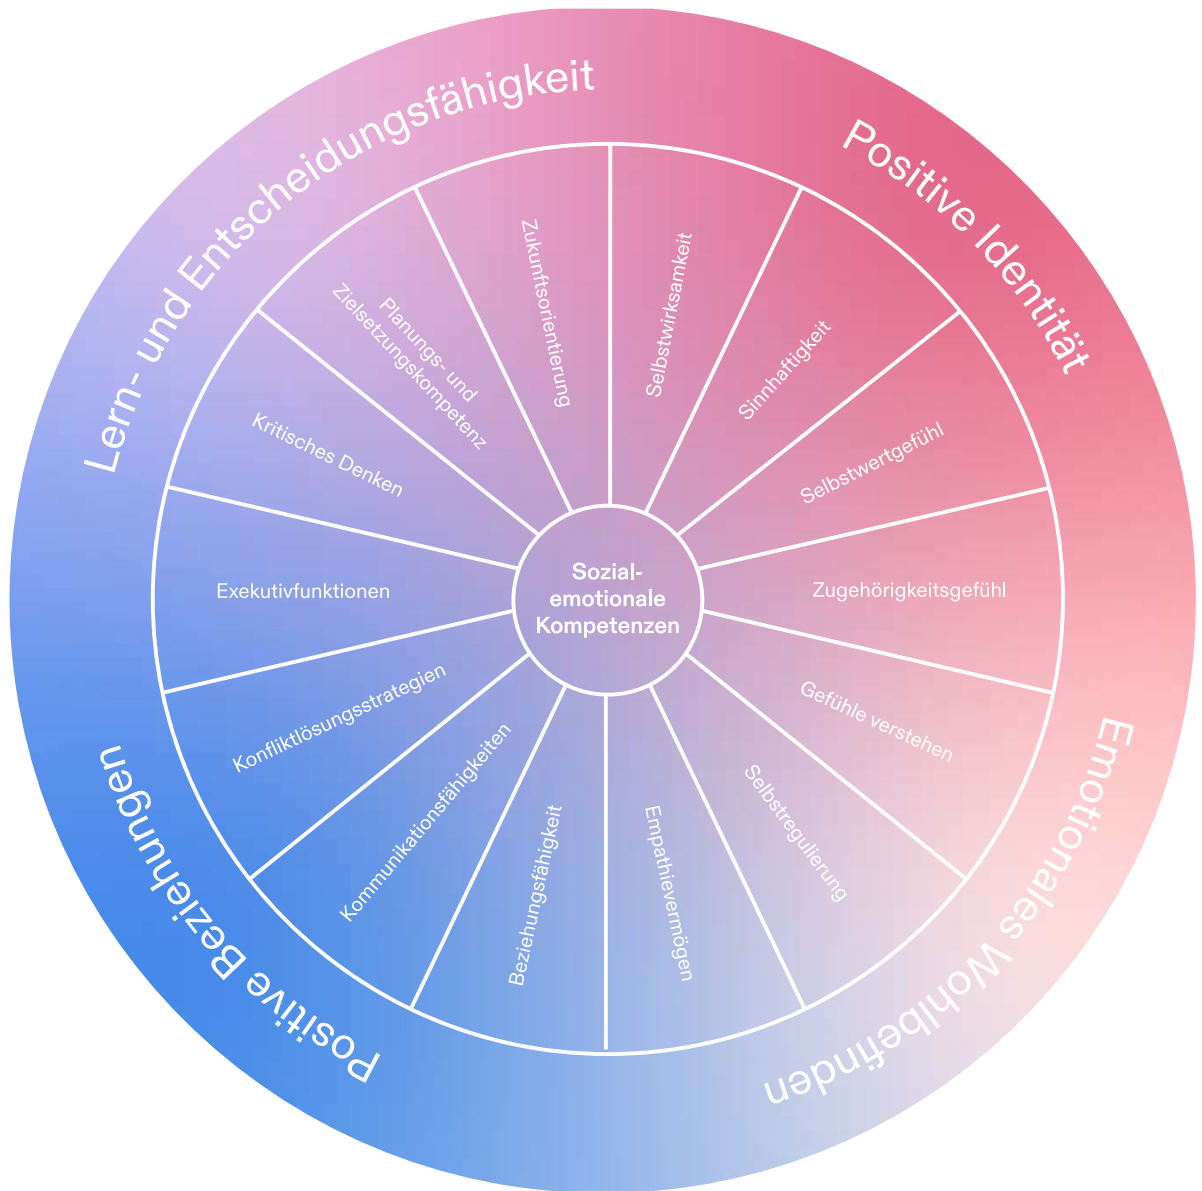 Lern- und Entscheidungsfähigkeit
Positive Identität
Emotionales Wohlbefinden
Positive Beziehungen
Zukunftsorientierung
Selbstwirksamkeit
Sinnhaftigkeit
Selbstwertgefühl
Zugehörigkeitsgefühl
Gefühle verstehen
Selbstregulierung
Empathievermögen
Beziehungsfähigkeit
Kommunikationsfähigkeiten
Konfliktlösungsstrategien
Exekutivfunktionen
Kritisches Denken
Planungs- und
Zielsetzungskompetenz
Sozial-
emotionale
Kompetenzen